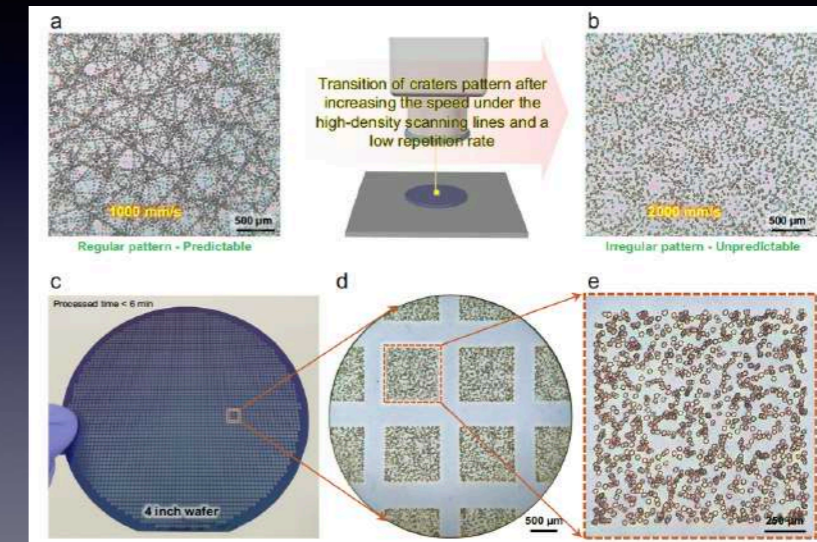 a
1000 mm/s
500 µm
Regular pattern - Predictable
Transition of craters pattern after
increasing the speed under the
high-density scanning lines and a
low repetition rate
b
2000 mm/s
500 µm
Irregular pattern - Unpredictable
c
Processed time < 6 min
4 inch wafer
d
500 µm
e
250 µm